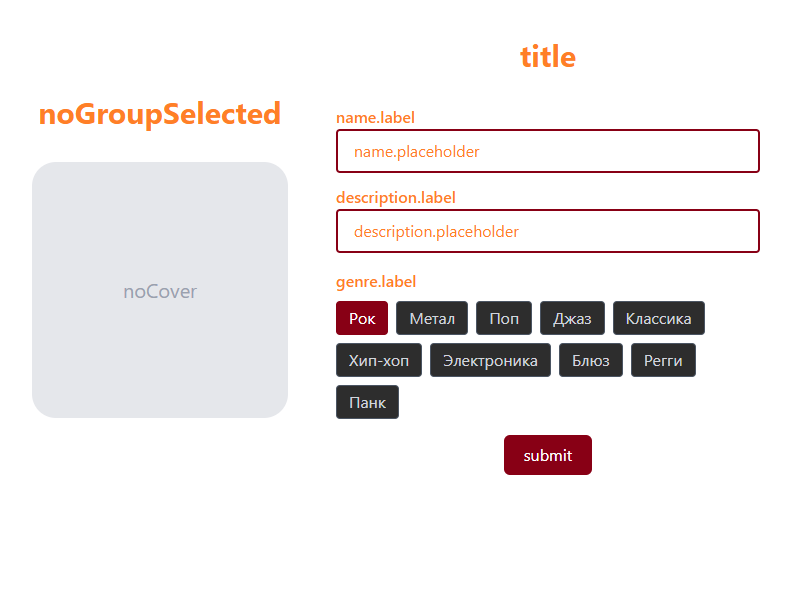 noGroupSelected
noCover
title
name.label
name.placeholder
description.label
description.placeholder
genre.label
Рок Метал Поп Джаз Классика
Хип-хоп Электроника Блюз Регги
Панк
submit